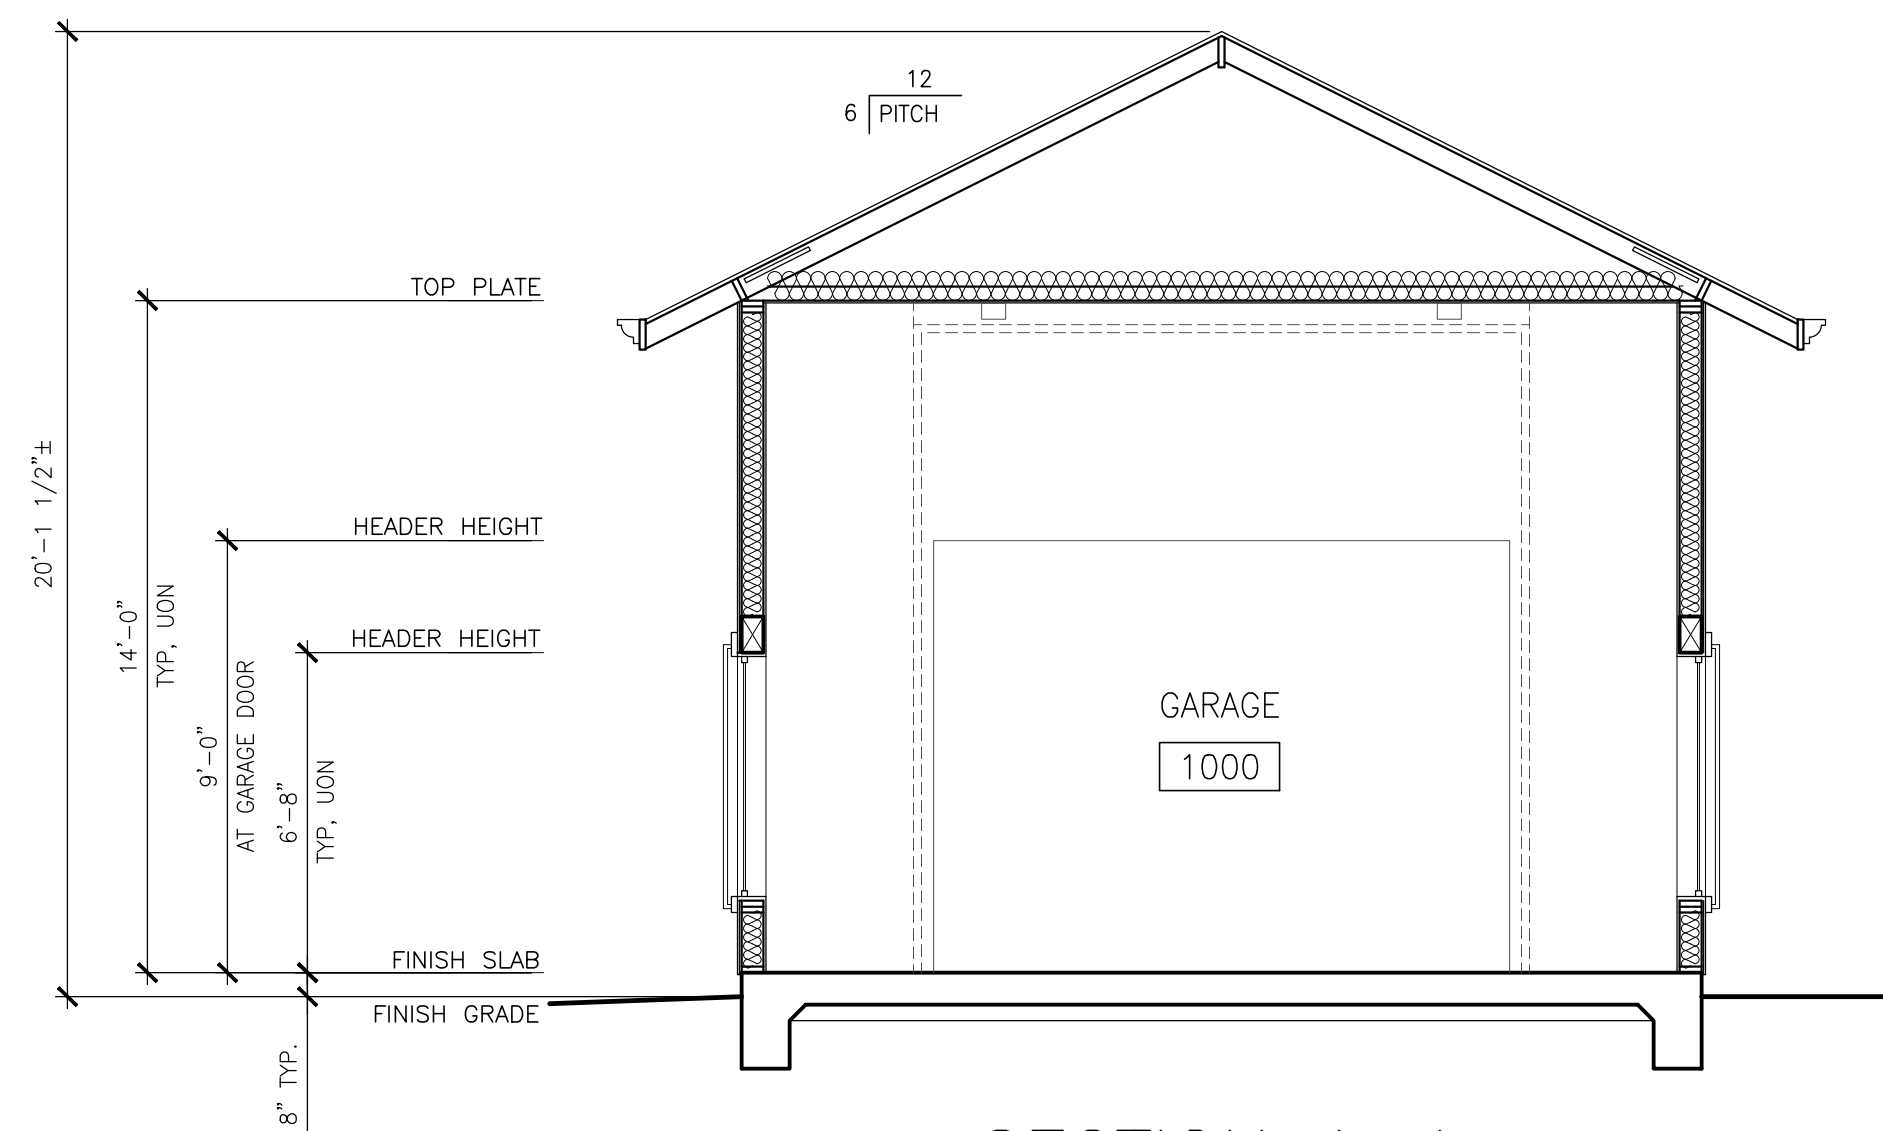 12
6 PITCH
TOP PLATE
20'-1 1/2"±
HEADER HEIGHT
14'-0"
TYP, UON
HEADER HEIGHT
9'-0"
AT GARAGE DOOR
6'-8"
TYP, UON
GARAGE
1000
FINISH SLAB
FINISH GRADE
8" TYP.